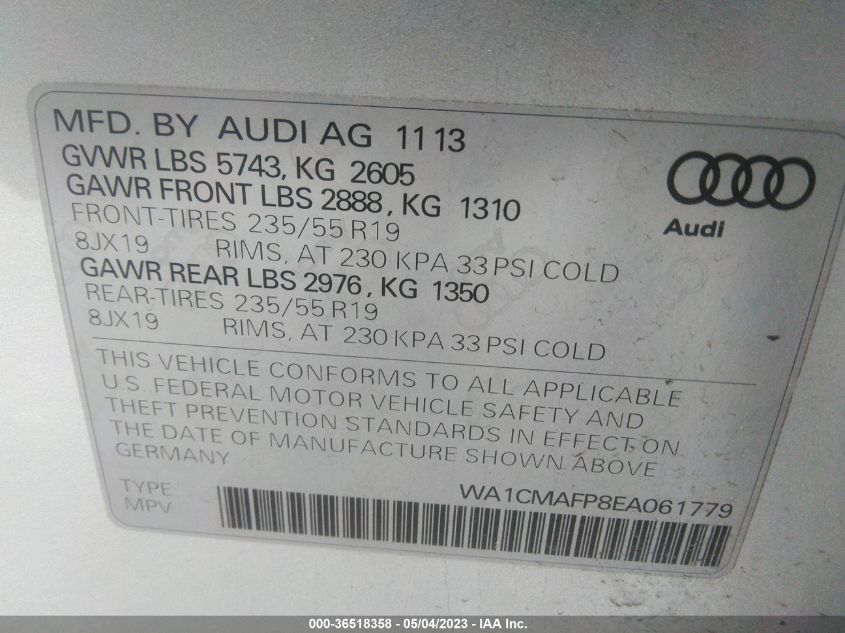 MFD. BY AUDI AG 11 13
GVWR LBS 5743, KG 2605
GAWR FRONT LBS 2888, KG 1310
FRONT-TIRES 235/55 R19
8JX19 RIMS, AT 230 KPA 33 PSI COLD
GAWR REAR LBS 2976, KG 1350
REAR-TIRES 235/55 R19
8JX19 RIMS, AT 230 KPA 33 PSI COLD
Audi
THIS VEHICLE CONFORMS TO ALL APPLICABLE
U.S. FEDERAL MOTOR VEHICLE SAFETY AND
THEFT PREVENTION STANDARDS IN EFFECT ON
THE DATE OF MANUFACTURE SHOWN ABOVE
GERMANY
TYPE:
MPV
WA1CMAFP8EA061779
000-36518358 - 05/04/2023 - IAA Inc.